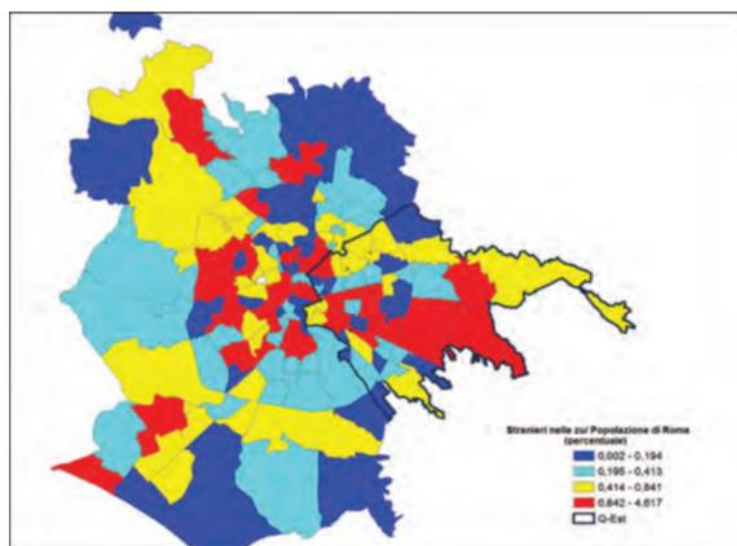 Stranieri nelle zu/ Popolazione di Roma
(percentuale)
0,002 - 0,194
0,195 - 0,413
0,414 - 0,841
0,842 - 4,617
Q-Est